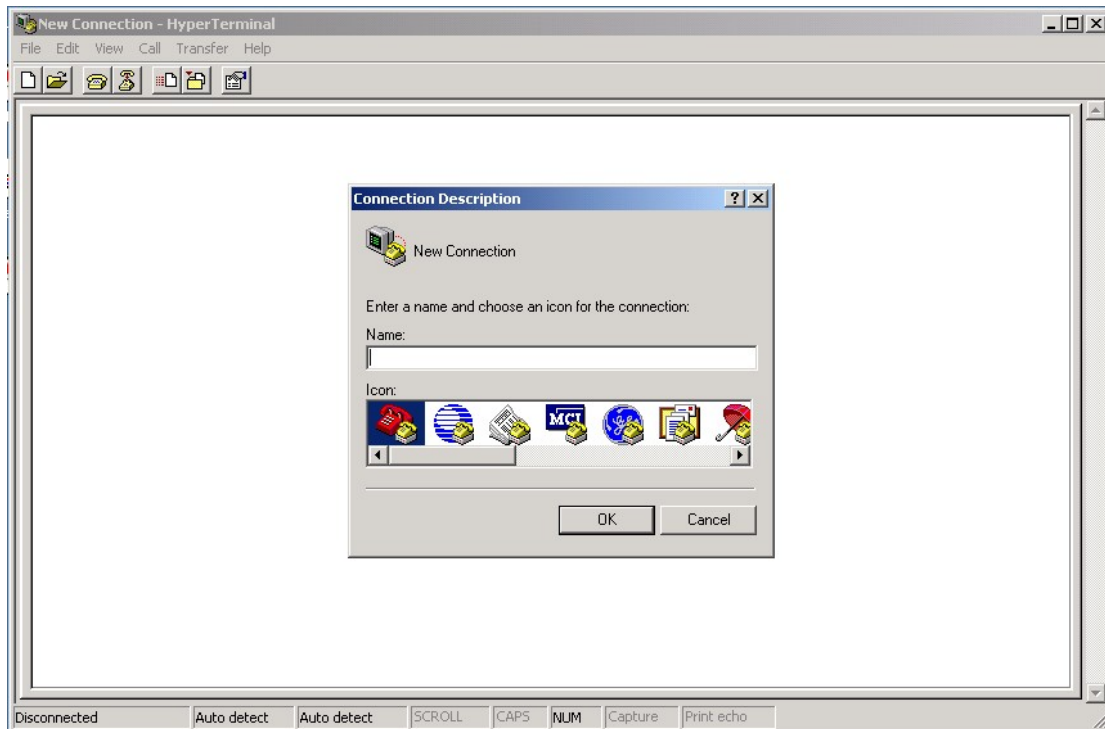 New Connection - HyperTerminal
File Edit View Call Transfer Help
Connection Description
New Connection
Enter a name and choose an icon for the connection:
Name:
Icon:
MCI
OK Cancel
Disconnected Auto detect Auto detect SCROLL CAPS NUM Capture Print echo